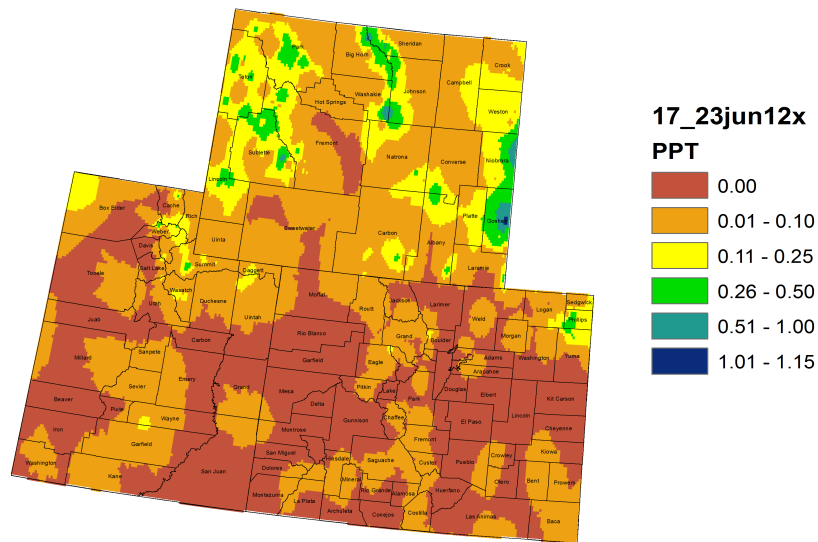 17_23jun12x
PPT
0.00
0.01 - 0.10
0.11 - 0.25
0.26 - 0.50
0.51 - 1.00
1.01 - 1.15
Park
Big Horn
Sheridan
Crook
Teton
Campbell
Washakie
Johnson
Hot Springs
Weston
Fremont
Sublette
Natrona
Converse
Niobrara
Lincoln
Platte
Goshen
Sweetwater
Uinta
Carbon
Albany
Laramie
Box Elder
Cache
Rich
Weber
Davis
Salt Lake
Summit
Daggett
Tooele
Wasatch
Utah
Duchesne
Uintah
Juab
Carbon
Millard
Sanpete
Emery
Sevier
Grand
Beaver
Piute
Wayne
Iron
Garfield
Washington
Kane
San Juan
Moffat
Routt
Jackson
Larimer
Weld
Logan
Sedgwick
Phillips
Morgan
Rio Blanco
Grand
Boulder
Adams
Washington
Yuma
Garfield
Eagle
Arapahoe
Mesa
Pitkin
Lake
Park
Douglas
Elbert
Kit Carson
Delta
Gunnison
Chaffee
El Paso
Lincoln
Cheyenne
Montrose
Fremont
Kiowa
San Miguel
Hinsdale
Saguache
Custer
Pueblo
Crowley
Dolores
Mineral
Otero
Bent
Prowers
Montezuma
La Plata
Rio Grande
Alamosa
Huerfano
Archuleta
Conejos
Costilla
Las Animas
Baca